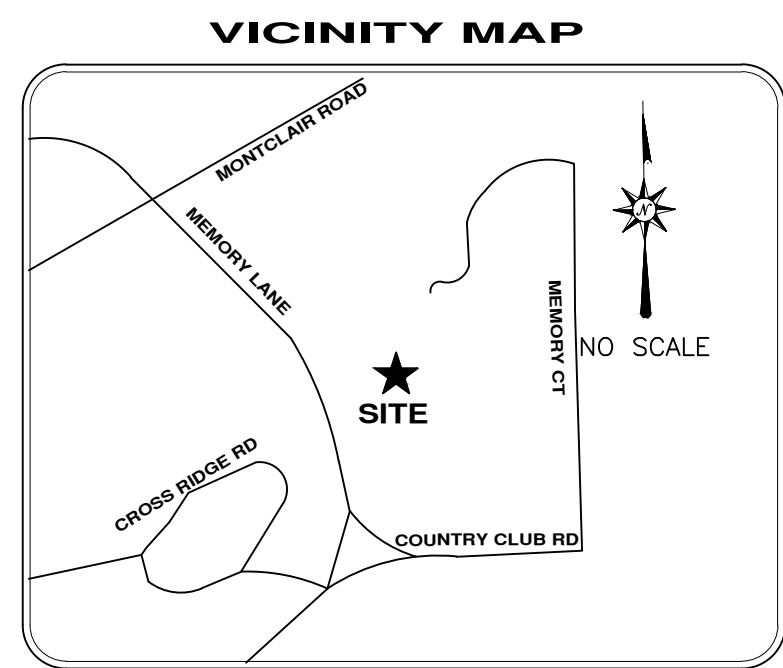 VICINITY MAP
MONTCLAIR ROAD
MEMORY LANE
N
MEMORY CT
NO SCALE
SITE
CROSS RIDGE RD
COUNTRY CLUB RD